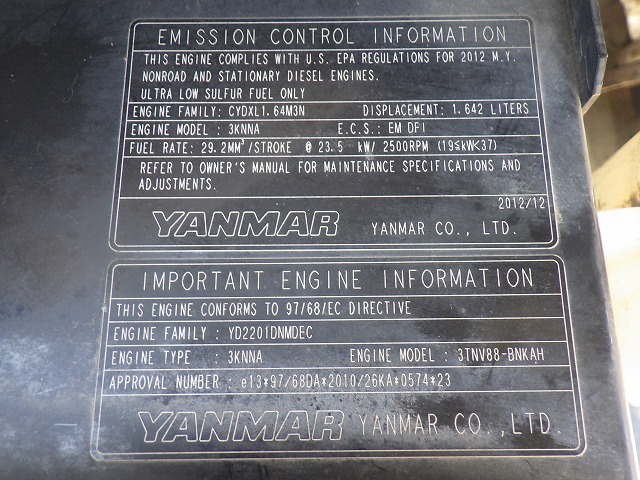 EMISSION CONTROL INFORMATION
THIS ENGINE COMPLIES WITH U.S. EPA REGULATIONS FOR 2012 M.Y.
NONROAD AND STATIONARY DIESEL ENGINES.
ULTRA LOW SULFUR FUEL ONLY
ENGINE FAMILY: CYDXL1.64M3N DISPLACEMENT: 1.642 LITERS
ENGINE MODEL: 3KNNA E.C.S.: EM DFI
FUEL RATE: 29.2MM³/STROKE @ 23.5 kW/ 2500RPM (19≤kW<37)
REFER TO OWNER'S MANUAL FOR MAINTENANCE SPECIFICATIONS AND
ADJUSTMENTS.
2012/12
YANMAR YANMAR CO., LTD.
IMPORTANT ENGINE INFORMATION
THIS ENGINE CONFORMS TO 97/68/EC DIRECTIVE
ENGINE FAMILY : YD2201DNMDEC
ENGINE TYPE : 3KNNA ENGINE MODEL : 3TNV88-BNKAH
APPROVAL NUMBER : e13*97/68DA*2010/26KA*0574*23
YANMAR YANMAR CO.,LTD.